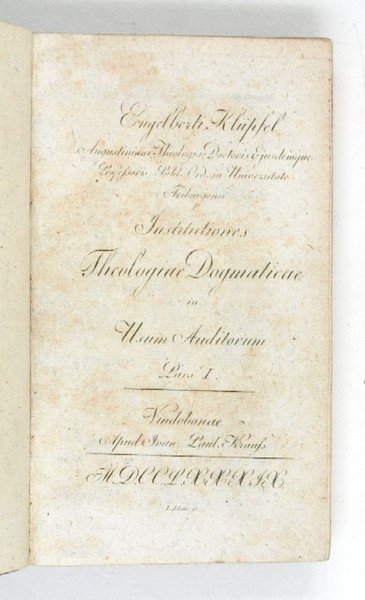 Engelberti Klüpfel
Augustiniani Theologiae Doctoris Ejusdemque
Professoris Publ. Ord. in Universitate
Friburgensi
Institutiones
Theologiae Dogmaticae
in
Usum Auditorum
Pars I.
Vindobonae
Apud Ioan. Paul. Krauss
MDCCLXXXIX